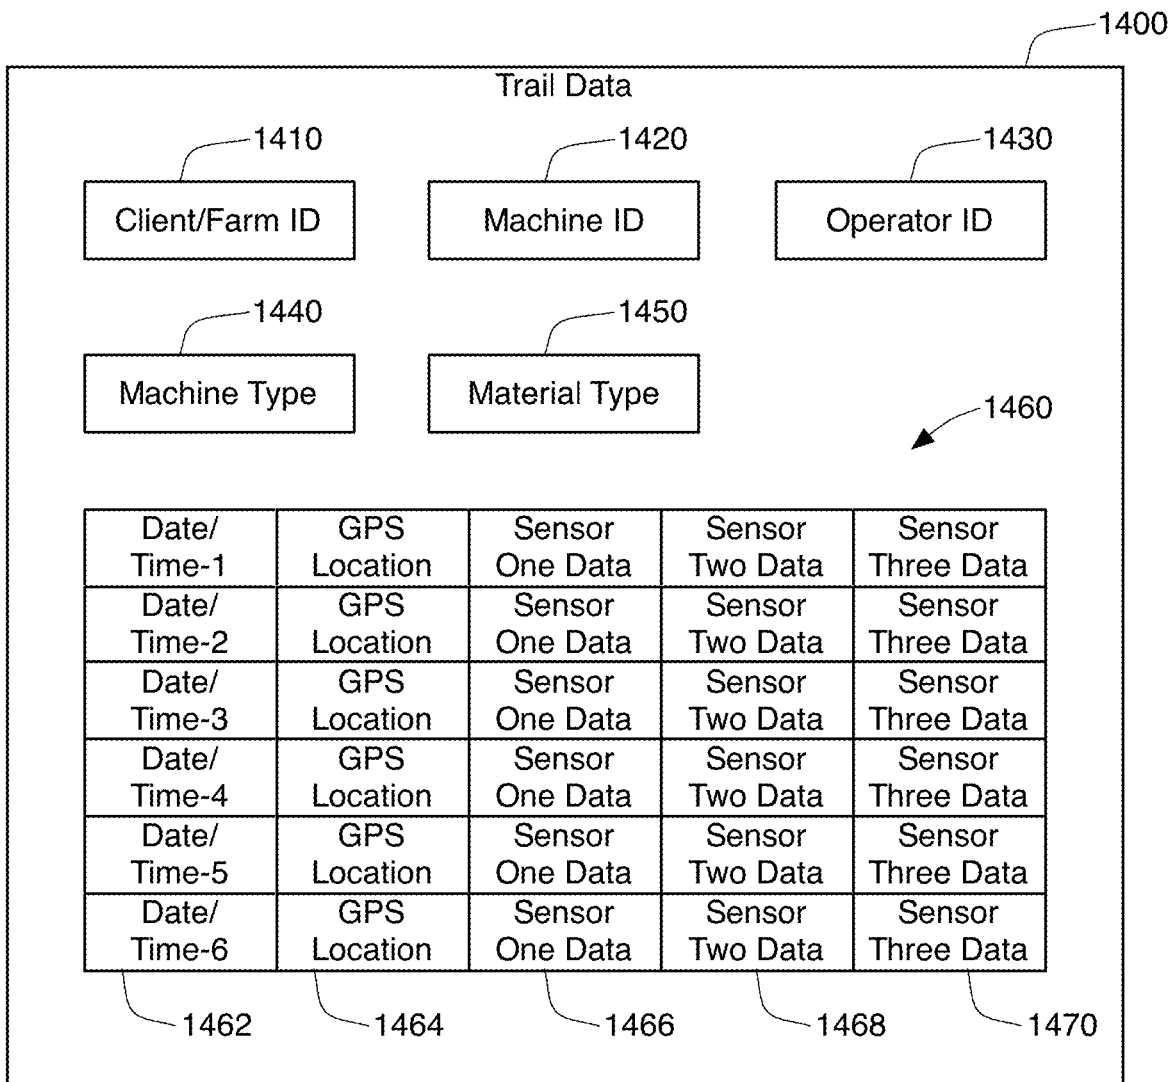 1400
Trail Data
1410
1420
1430
Client/Farm ID
Machine ID
Operator ID
1440
1450
Machine Type
Material Type
1460
Date/ GPS Sensor Sensor Sensor
Time-1 Location One Data Two Data Three Data
Date/ GPS Sensor Sensor Sensor
Time-2 Location One Data Two Data Three Data
Date/ GPS Sensor Sensor Sensor
Time-3 Location One Data Two Data Three Data
Date/ GPS Sensor Sensor Sensor
Time-4 Location One Data Two Data Three Data
Date/ GPS Sensor Sensor Sensor
Time-5 Location One Data Two Data Three Data
Date/ GPS Sensor Sensor Sensor
Time-6 Location One Data Two Data Three Data
1462
1464
1466
1468
1470